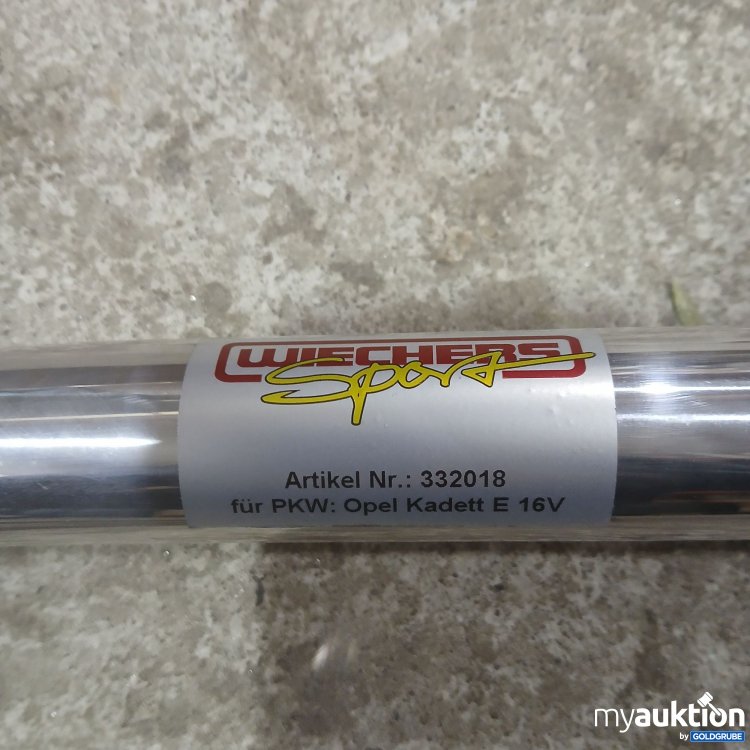 WIECHERS
Sport
Artikel Nr.: 332018
für PKW: Opel Kadett E 16V
myauktion
by GOLDGRUBE